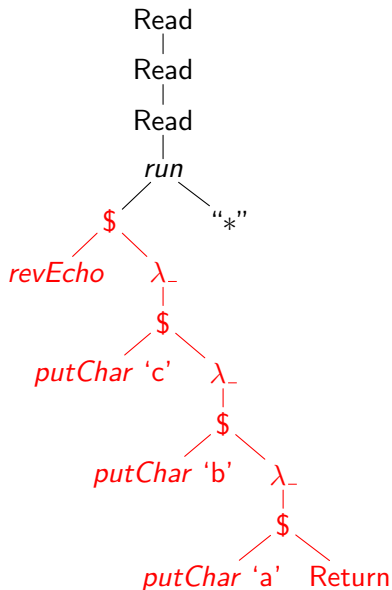 Read
Read
Read
run
$ “*”
revEcho λ_
$
putChar ‘c’ λ_
$
putChar ‘b’ λ_
$
putChar ‘a’ Return